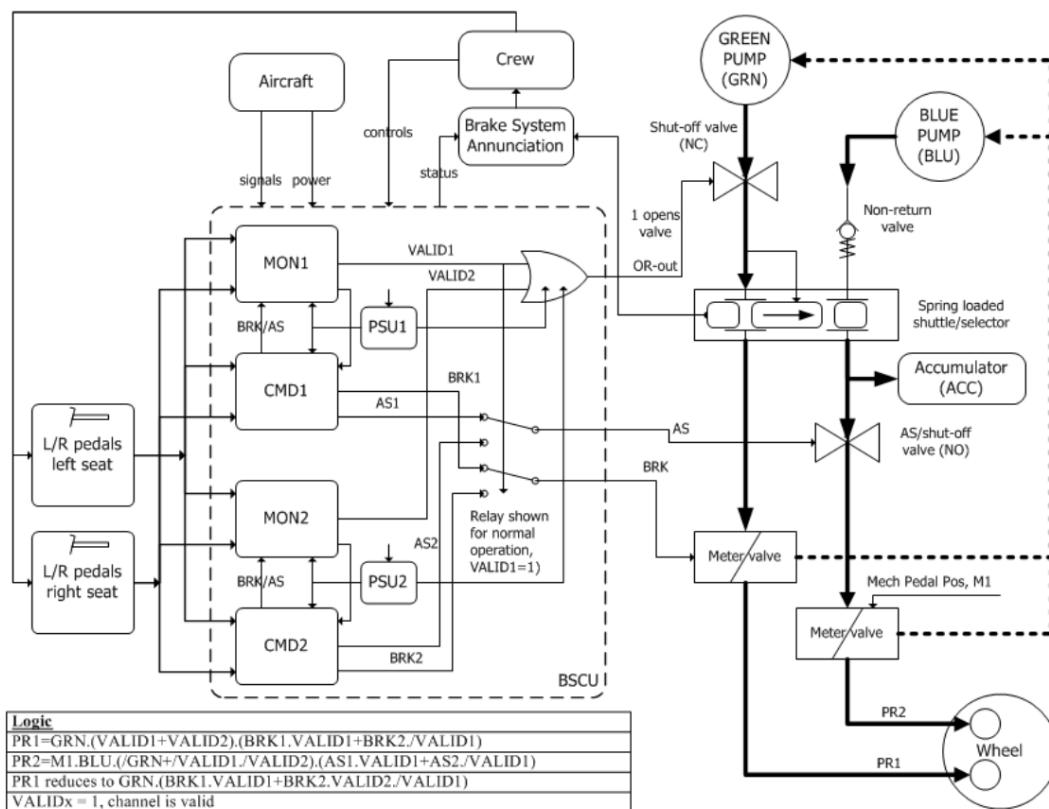 GREEN
PUMP
(GRN)
Crew
Aircraft
BLUE
PUMP
(BLU)
Brake System
Annunciation
Shut-off valve
(NC)
controls
status
signals
power
Non-return
valve
1 opens
valve
VALID1
MON1
VALID2
OR-out
PSU1
BRK/AS
Spring loaded
shuttle/selector
CMD1
BRK1
AS1
Accumulator
(ACC)
L/R pedals
left seat
AS
AS/shut-off
valve (NO)
BRK
MON2
Relay shown
for normal
operation,
VALID1=1)
AS2
L/R pedals
right seat
BRK/AS
PSU2
Meter valve
Mech Pedal Pos, M1
CMD2
Meter valve
BRK2
BSCU
PR2
Wheel
PR1
Logic
PR1=GRN.(VALID1+VALID2).(BRK1.VALID1+BRK2./VALID1)
PR2=M1.BLU.(/GRN+/VALID1./VALID2).(AS1.VALID1+AS2./VALID1)
PR1 reduces to GRN.(BRK1.VALID1+BRK2.VALID2./VALID1)
VALIDx = 1, channel is valid